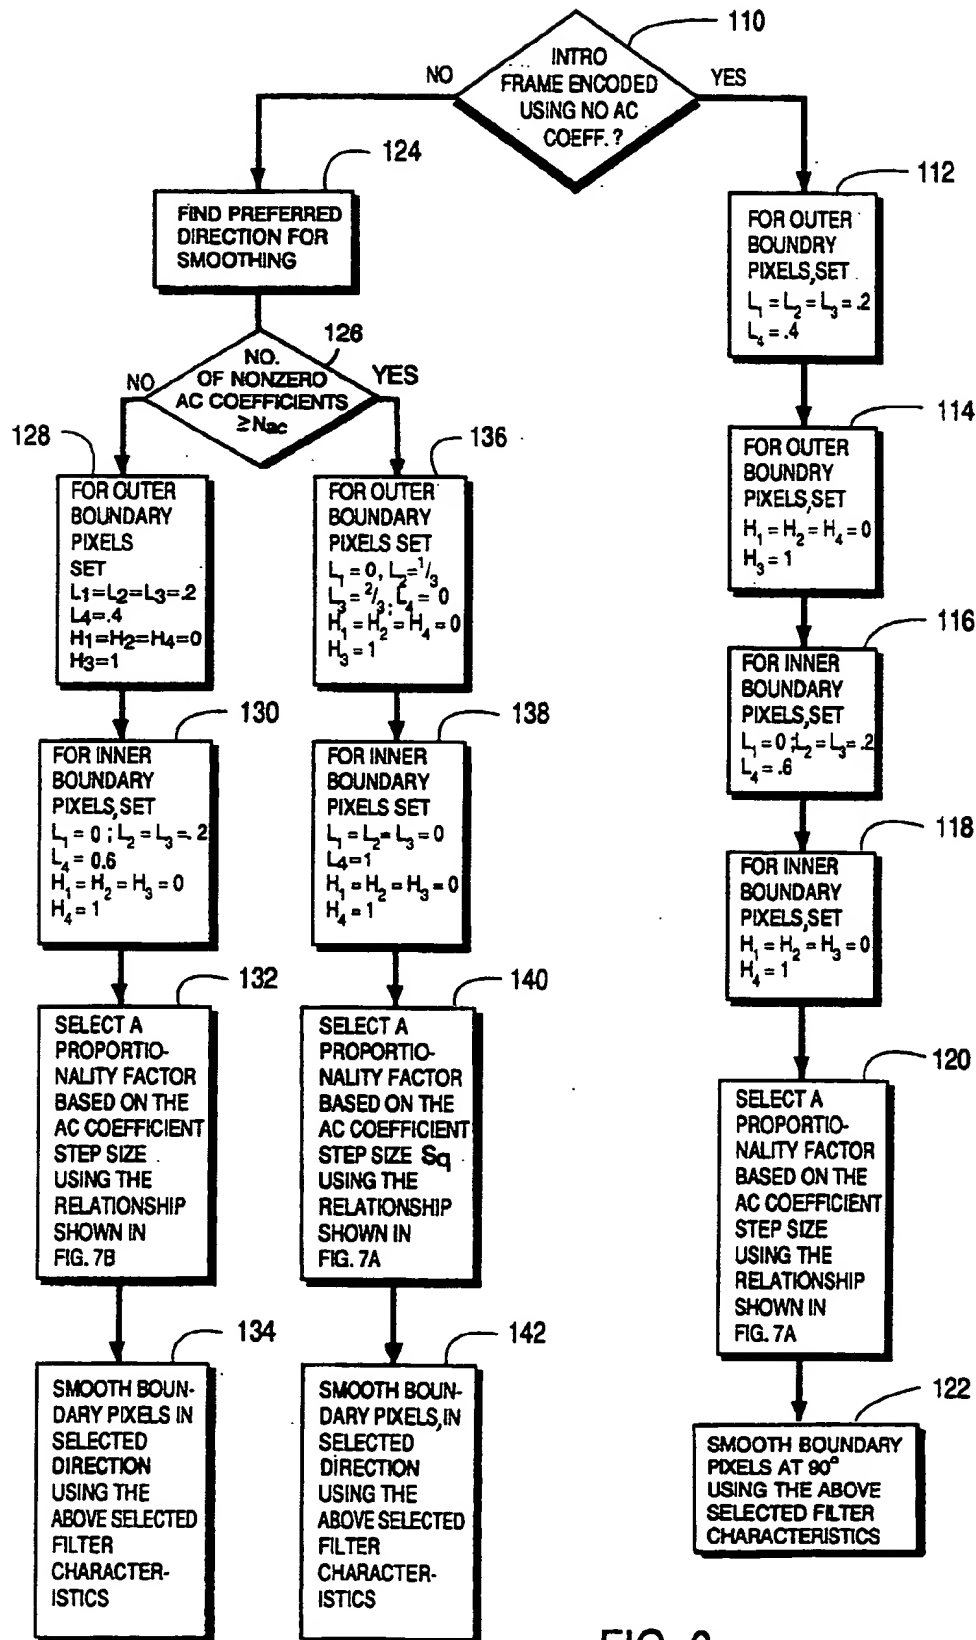 110
INTRO
FRAME ENCODED
USING NO AC
COEFF. ?
NO
YES
124
FIND PREFERRED
DIRECTION FOR
SMOOTHING
126
NO.
OF NONZERO
AC COEFFICIENTS
≥Nac
NO
YES
128
FOR OUTER
BOUNDARY
PIXELS
SET
L1=L2=L3=.2
L4=.4
H1=H2=H4=0
H3=1
130
FOR INNER
BOUNDARY
PIXELS,SET
L1 = 0 ; L2 = L3 = .2
L4 = 0.6
H1 = H2 = H3 = 0
H4 = 1
132
SELECT A
PROPORTIO-
NALITY FACTOR
BASED ON THE
AC COEFFICIENT
STEP SIZE
USING THE
RELATIONSHIP
SHOWN IN
FIG. 7B
134
SMOOTH BOUN-
DARY PIXELS IN
SELECTED
DIRECTION
USING THE
ABOVE SELECTED
FILTER
CHARACTER-
ISTICS
136
FOR OUTER
BOUNDARY
PIXELS SET
L1 = 0, L2 = 1/3
L3 = 2/3; L4 = 0
H1 = H2 = H4 = 0
H3 = 1
138
FOR INNER
BOUNDARY
PIXELS SET
L1 = L2 = L3 = 0
L4=1
H1 = H2 = H3 = 0
H4 = 1
140
SELECT A
PROPORTIO-
NALITY FACTOR
BASED ON THE
AC COEFFICIENT
STEP SIZE Sq
USING THE
RELATIONSHIP
SHOWN IN
FIG. 7A
142
SMOOTH BOUN-
DARY PIXELS,IN
SELECTED
DIRECTION
USING THE
ABOVE SELECTED
FILTER
CHARACTER-
ISTICS
112
FOR OUTER
BOUNDRY
PIXELS,SET
L1 = L2 = L3 = .2
L4 = .4
114
FOR OUTER
BOUNDRY
PIXELS,SET
H1 = H2 = H4 = 0
H3 = 1
116
FOR INNER
BOUNDARY
PIXELS,SET
L1 = 0 ; L2 = L3 = .2
L4 = .6
118
FOR INNER
BOUNDARY
PIXELS,SET
H1 = H2 = H3 = 0
H4 = 1
120
SELECT A
PROPORTIO-
NALITY FACTOR
BASED ON THE
AC COEFFICIENT
STEP SIZE
USING THE
RELATIONSHIP
SHOWN IN
FIG. 7A
122
SMOOTH BOUNDARY
PIXELS AT 90°
USING THE ABOVE
SELECTED FILTER
CHARACTERISTICS
FIG.